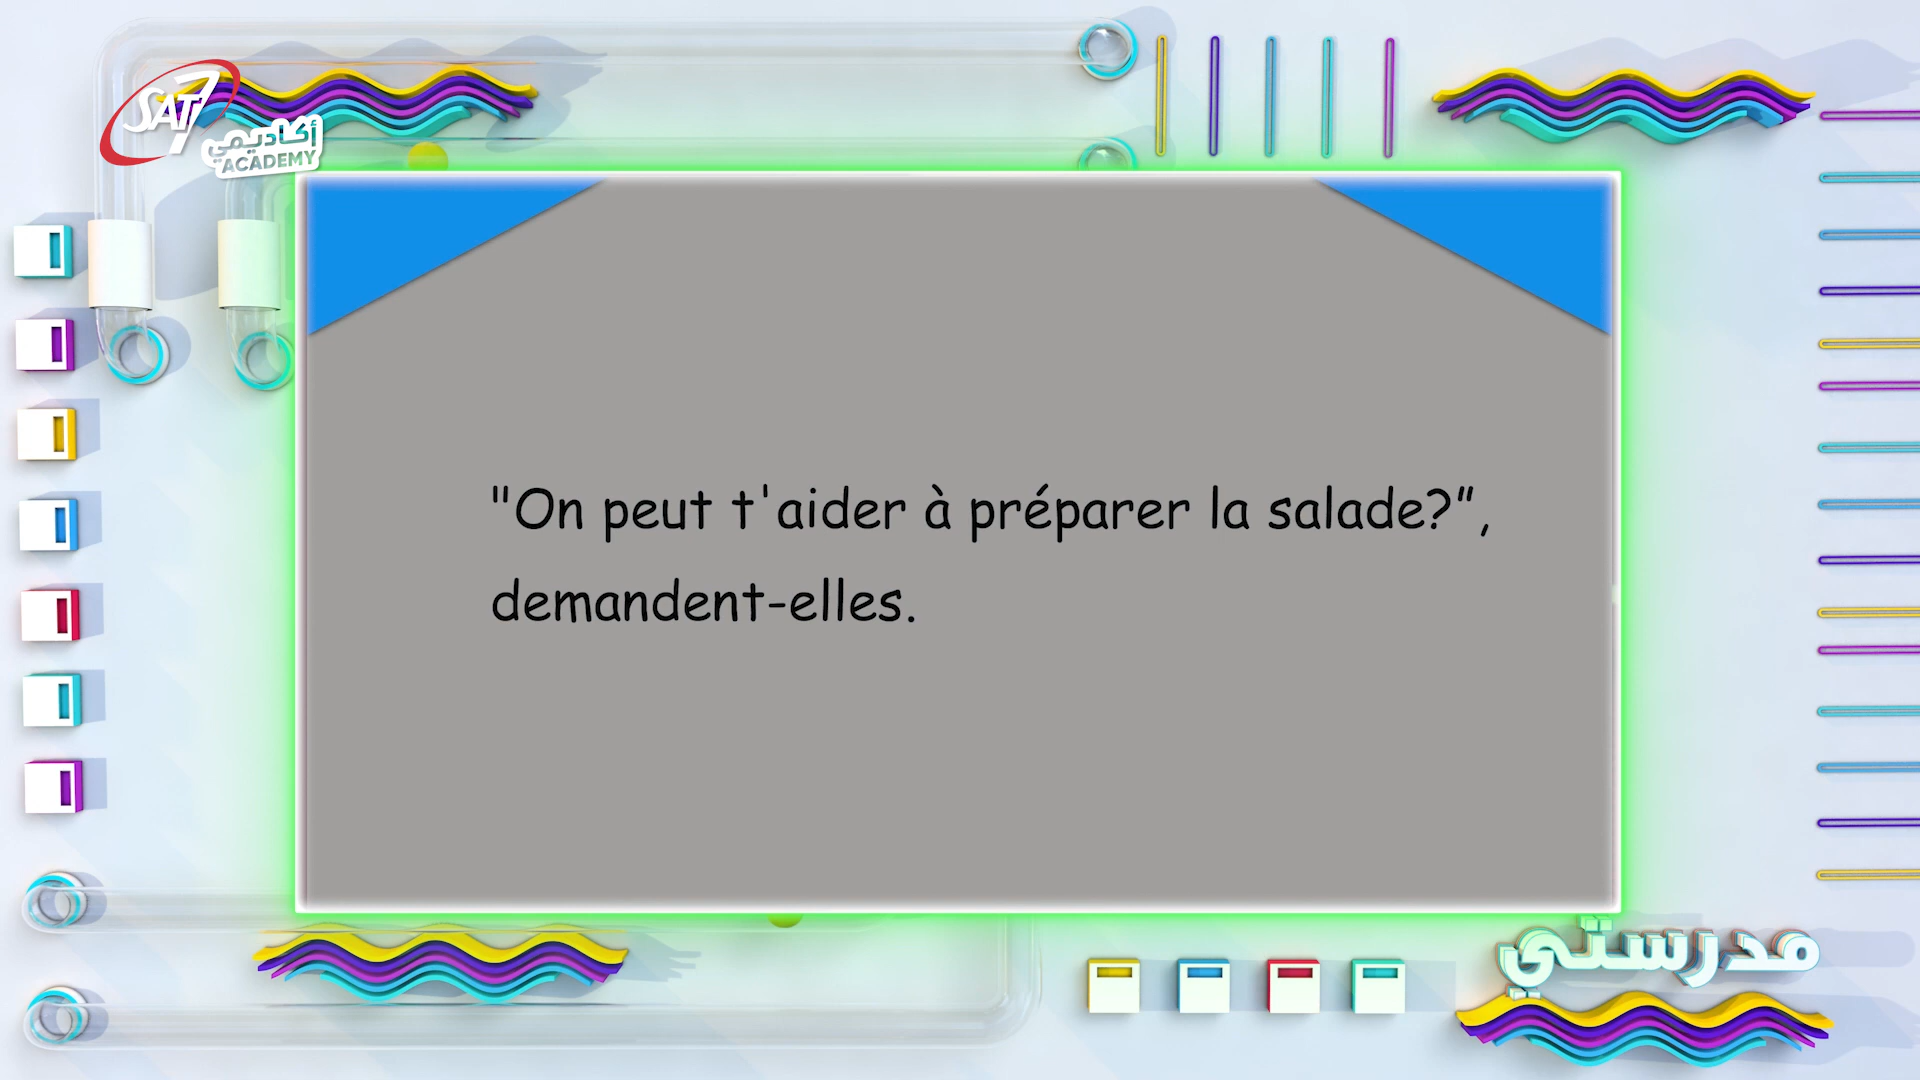 SAT7
أكاديمي
ACADEMY
"On peut t'aider à préparer la salade?”,
demandent-elles.
مدرستي